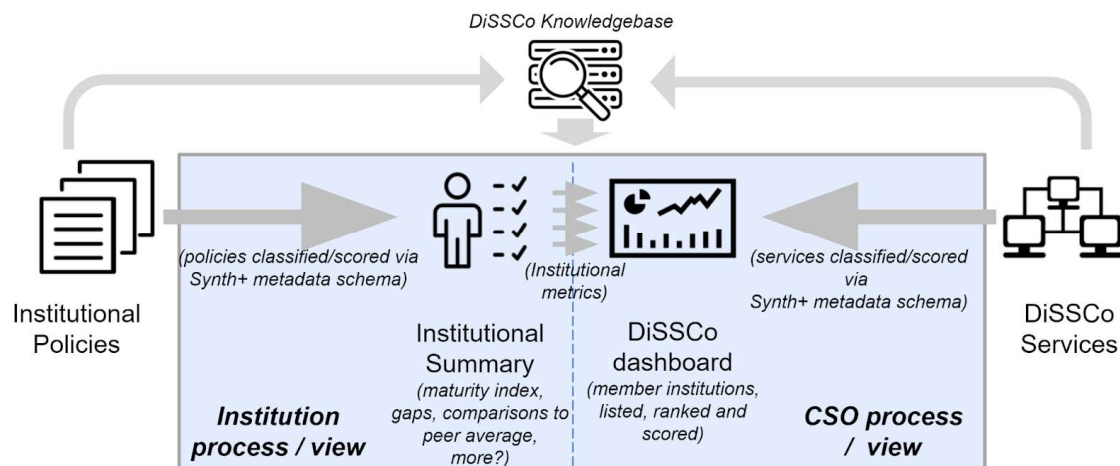 DiSSCo Knowledgebase
(policies classified/scored via
Synth+ metadata schema)
(Institutional
metrics)
(services classified/scored
via
Synth+ metadata schema)
Institutional
Policies
Institutional
Summary
(maturity index,
gaps, comparisons to
peer average,
more?)
DiSSCo
dashboard
(member institutions,
listed, ranked and
scored)
DiSSCo
Services
Institution
process / view
CSO process
/ view